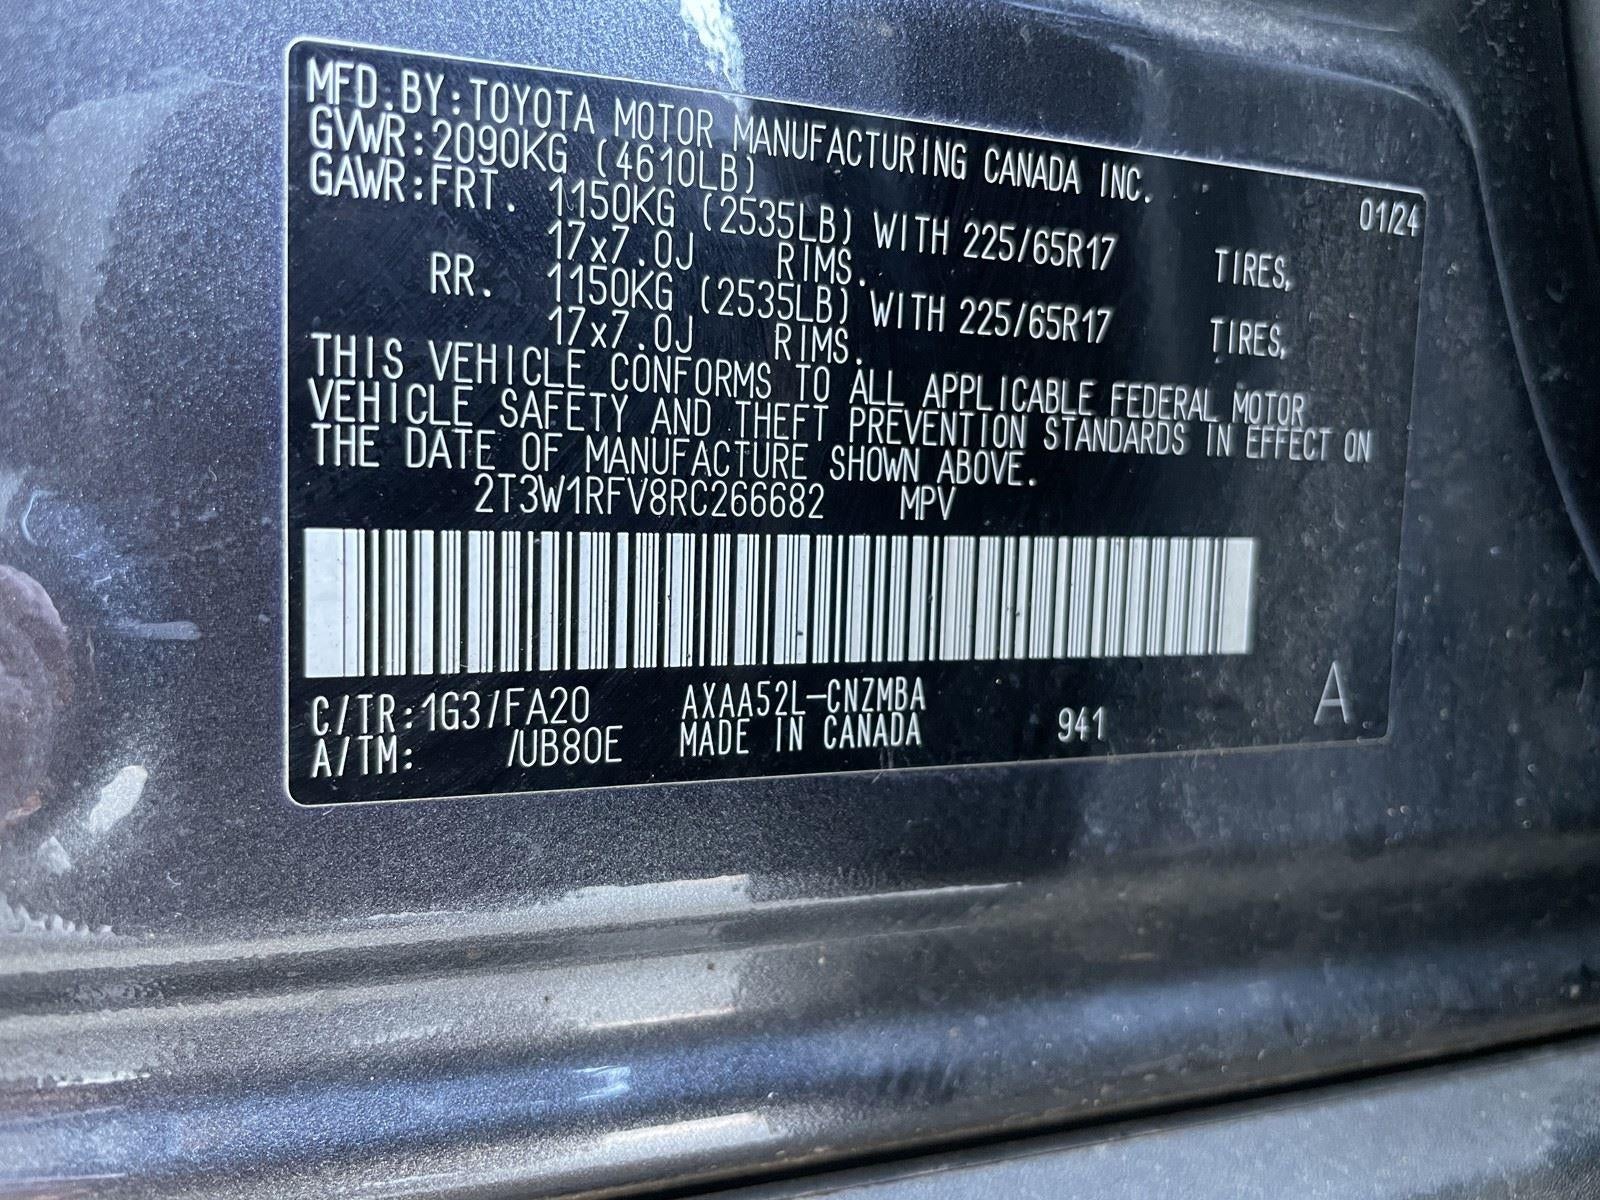 MFD.BY:TOYOTA MOTOR MANUFACTURING CANADA INC.
GVWR:2090KG (4610LB) 01/24
GAWR:FRT. 1150KG (2535LB) WITH 225/65R17 TIRES,
17x7.0J RIMS.
RR. 1150KG (2535LB) WITH 225/65R17 TIRES,
17x7.0J RIMS.
THIS VEHICLE CONFORMS TO ALL APPLICABLE FEDERAL MOTOR
VEHICLE SAFETY AND THEFT PREVENTION STANDARDS IN EFFECT ON
THE DATE OF MANUFACTURE SHOWN ABOVE.
2T3W1RFV8RC266682 MPV
C/TR:1G3/FA20 AXAA52L-CNZMBA
A/TM: /UB80E MADE IN CANADA 941 A